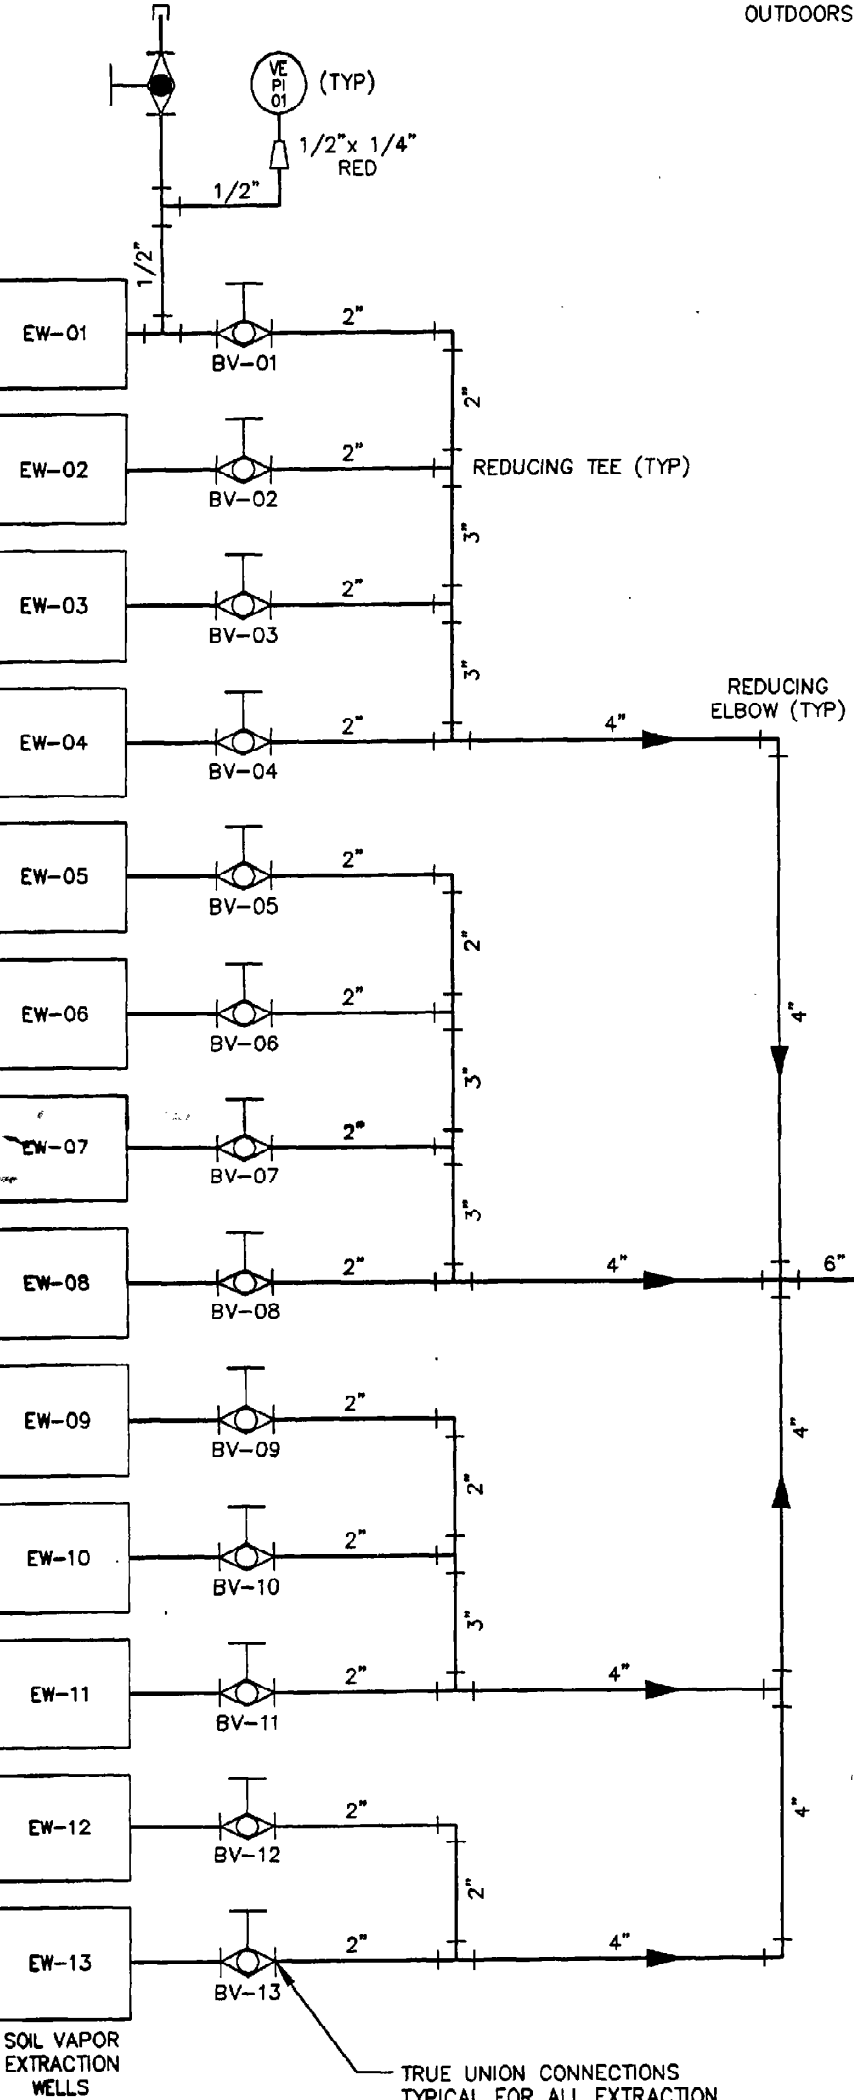 OUTDOORS
VE
PI
01
(TYP)
1/2"x 1/4"
RED
1/2"
1/2"
EW-01
BV-01
2"
2"
EW-02
BV-02
2"
REDUCING TEE (TYP)
3"
EW-03
BV-03
2"
3"
EW-04
BV-04
2"
4"
REDUCING
ELBOW (TYP)
EW-05
BV-05
2"
2"
EW-06
BV-06
2"
4"
3"
EW-07
BV-07
2"
3"
EW-08
BV-08
2"
4"
6"
EW-09
BV-09
2"
4"
2"
EW-10
BV-10
2"
3"
EW-11
BV-11
2"
4"
EW-12
BV-12
2"
4"
2"
EW-13
BV-13
2"
4"
SOIL VAPOR
EXTRACTION
WELLS
TRUE UNION CONNECTIONS
TYPICAL FOR ALL EXTRACTION